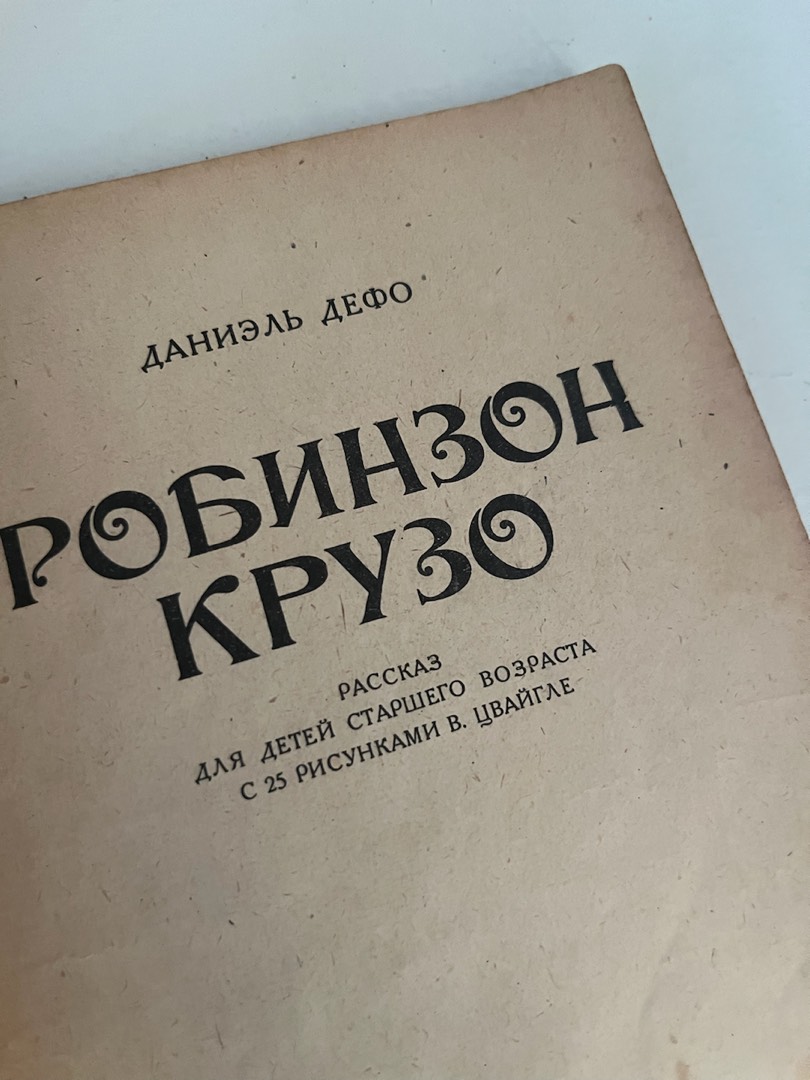 ДАНИЭЛЬ ДЕФО
РОБИНЗОН
КРУЗО
РАССКАЗ
ДЛЯ ДЕТЕЙ СТАРШЕГО ВОЗРАСТА
С 25 РИСУНКАМИ В. ЦВАЙГЛЕ